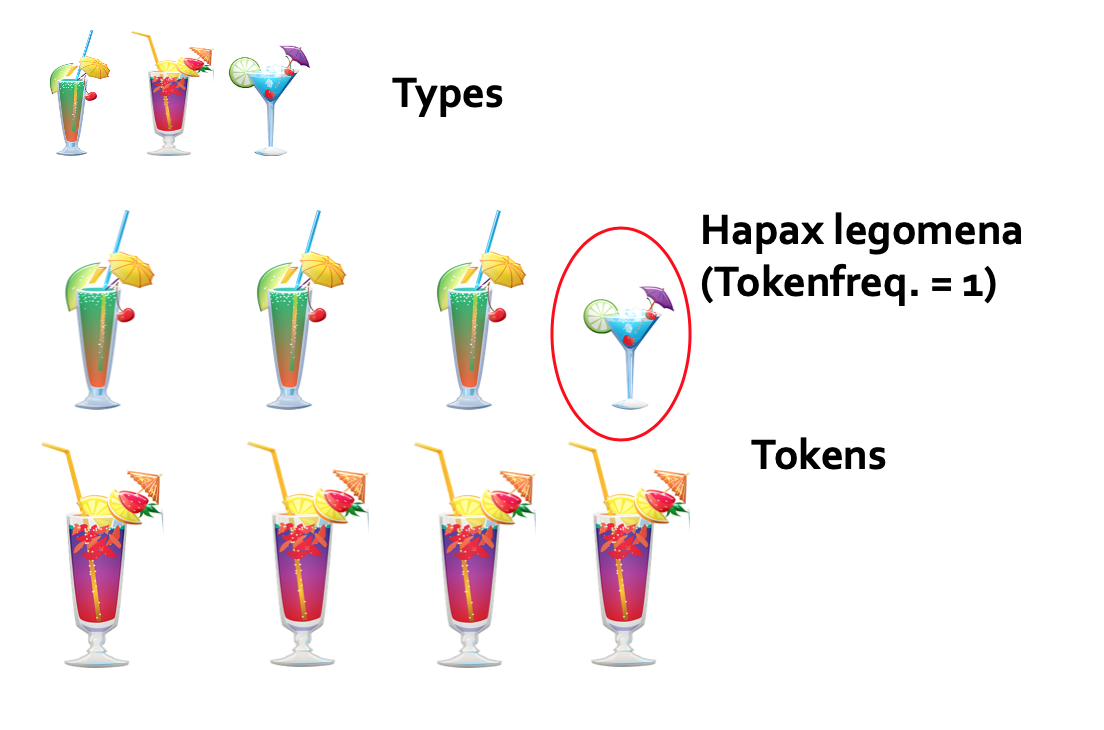 Types
Hapax legomena
(Tokenfreq. = 1)
Tokens